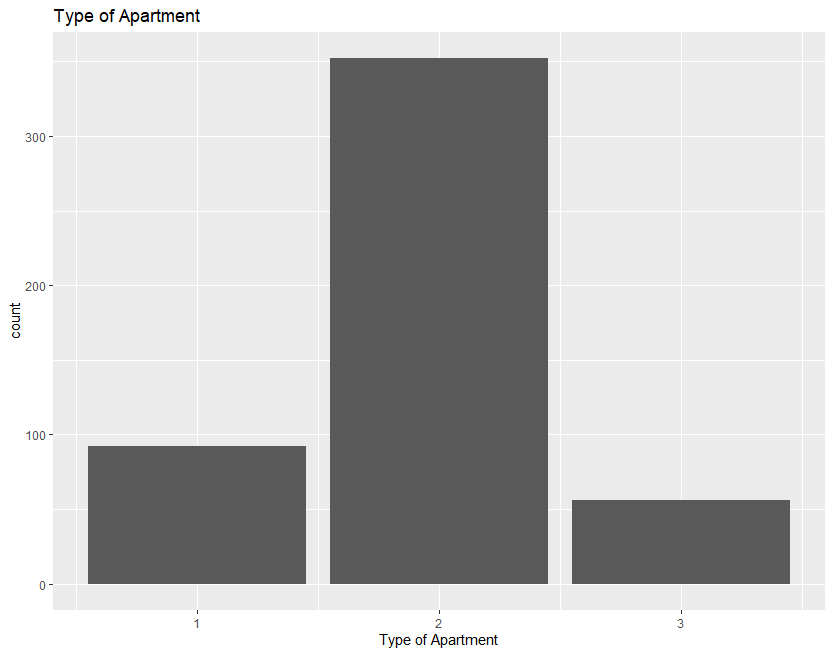 Type of Apartment
count
300
200
100
0
1 2 3
Type of Apartment